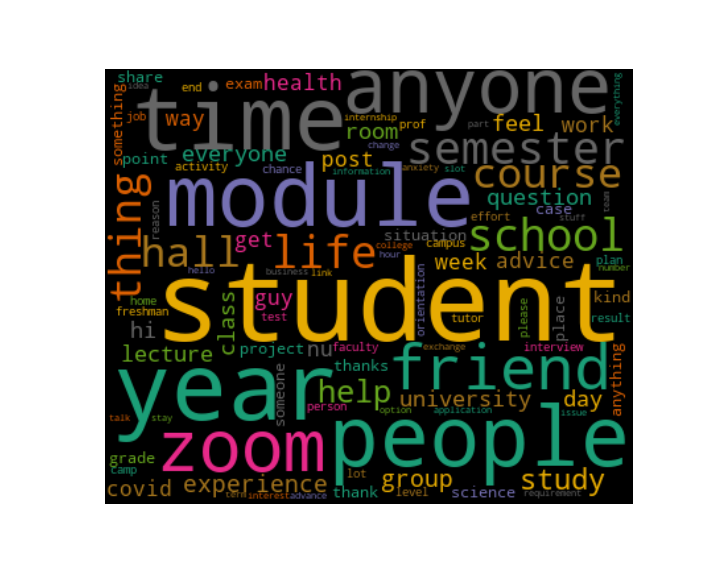 share
idea
end
exam
health
anyone
everything
something
job
time
way
internship
prof
part
feel
work
room
change
semester
point
everyone
activity
chance
post
information
anxiety
slot
course
thing
module
question
team
reason
effort
case
stuff
school
hall
get
life
situation
college
campus
hour
hello
business
link
week
advice
plan
number
orientation
student
home
freshman
guy
test
tutor
please
place
kind
result
hi
class
nu
lecture
project
faculty
exchange
interview
thanks
friend
anything
year
someone
help
person
option
university
application
day
issue
talk
stay
zoom
people
grade
camp
lot
group
study
covid
experience
term
interest
advance
thank
level
science
requirement